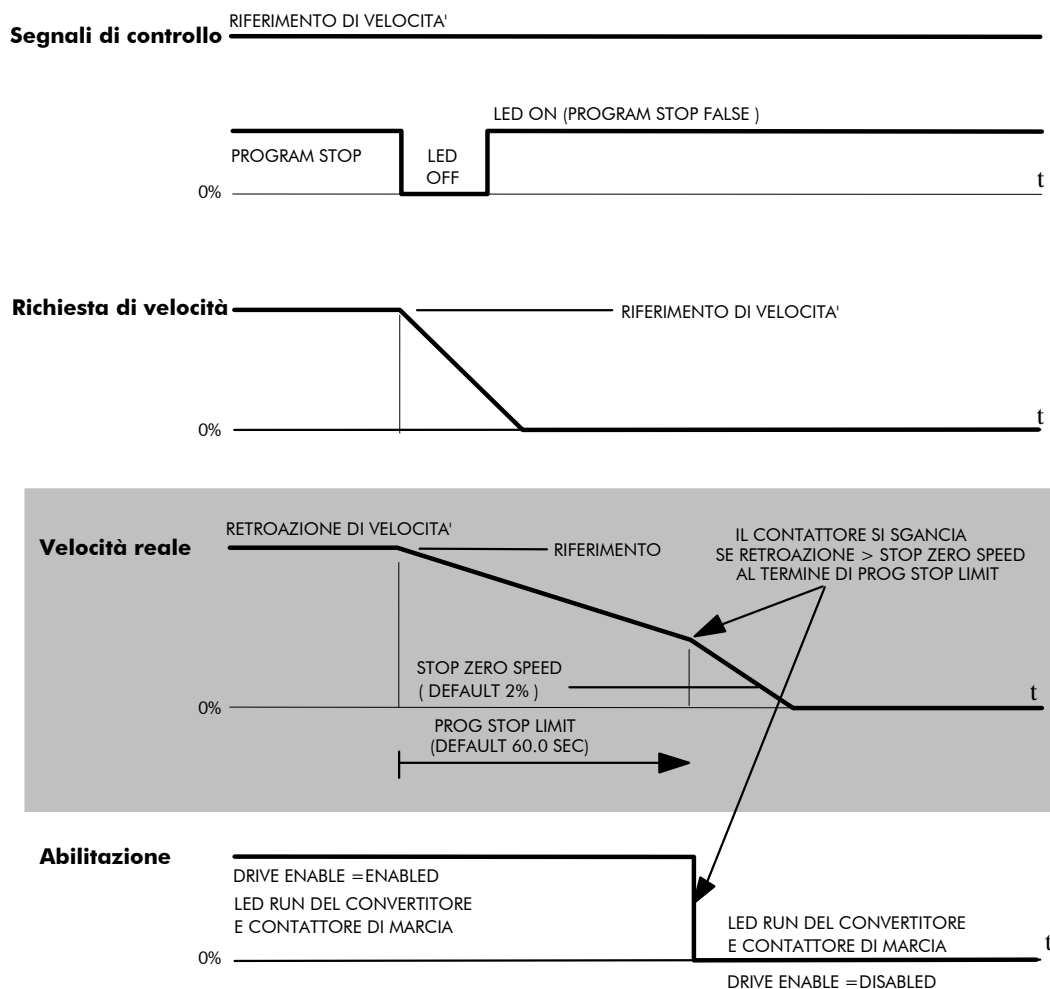 RIFERIMENTO DI VELOCITA'
Segnali di controllo
LED ON (PROGRAM STOP FALSE )
PROGRAM STOP
LED
OFF
t
0%
Richiesta di velocità
RIFERIMENTO DI VELOCITA'
t
0%
RETROAZIONE DI VELOCITA'
Velocità reale
RIFERIMENTO
IL CONTATTORE SI SGANCIA
SE RETROAZIONE > STOP ZERO SPEED
AL TERMINE DI PROG STOP LIMIT
STOP ZERO SPEED
( DEFAULT 2% )
t
0%
PROG STOP LIMIT
(DEFAULT 60.0 SEC)
Abilitazione
DRIVE ENABLE =ENABLED
LED RUN DEL CONVERTITORE
E CONTATTORE DI MARCIA
LED RUN DEL CONVERTITORE
E CONTATTORE DI MARCIA
t
0%
DRIVE ENABLE =DISABLED